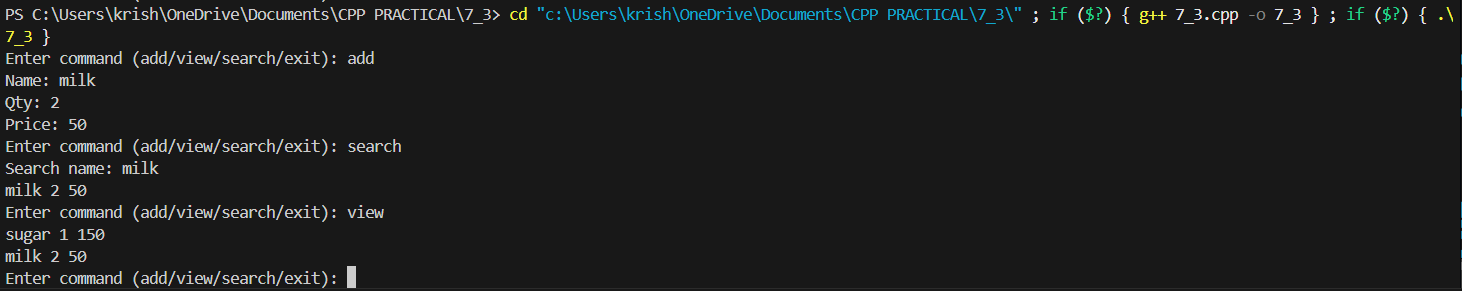 PS C:\Users\krish\OneDrive\Documents\CPP PRACTICAL\7_3> cd "c:\Users\krish\OneDrive\Documents\CPP PRACTICAL\7_3\" ; if ($?) { g++ 7_3.cpp -o 7_3 } ; if ($?) { .\
7_3 }
Enter command (add/view/search/exit): add
Name: milk
Qty: 2
Price: 50
Enter command (add/view/search/exit): search
Search name: milk
milk 2 50
Enter command (add/view/search/exit): view
sugar 1 150
milk 2 50
Enter command (add/view/search/exit):